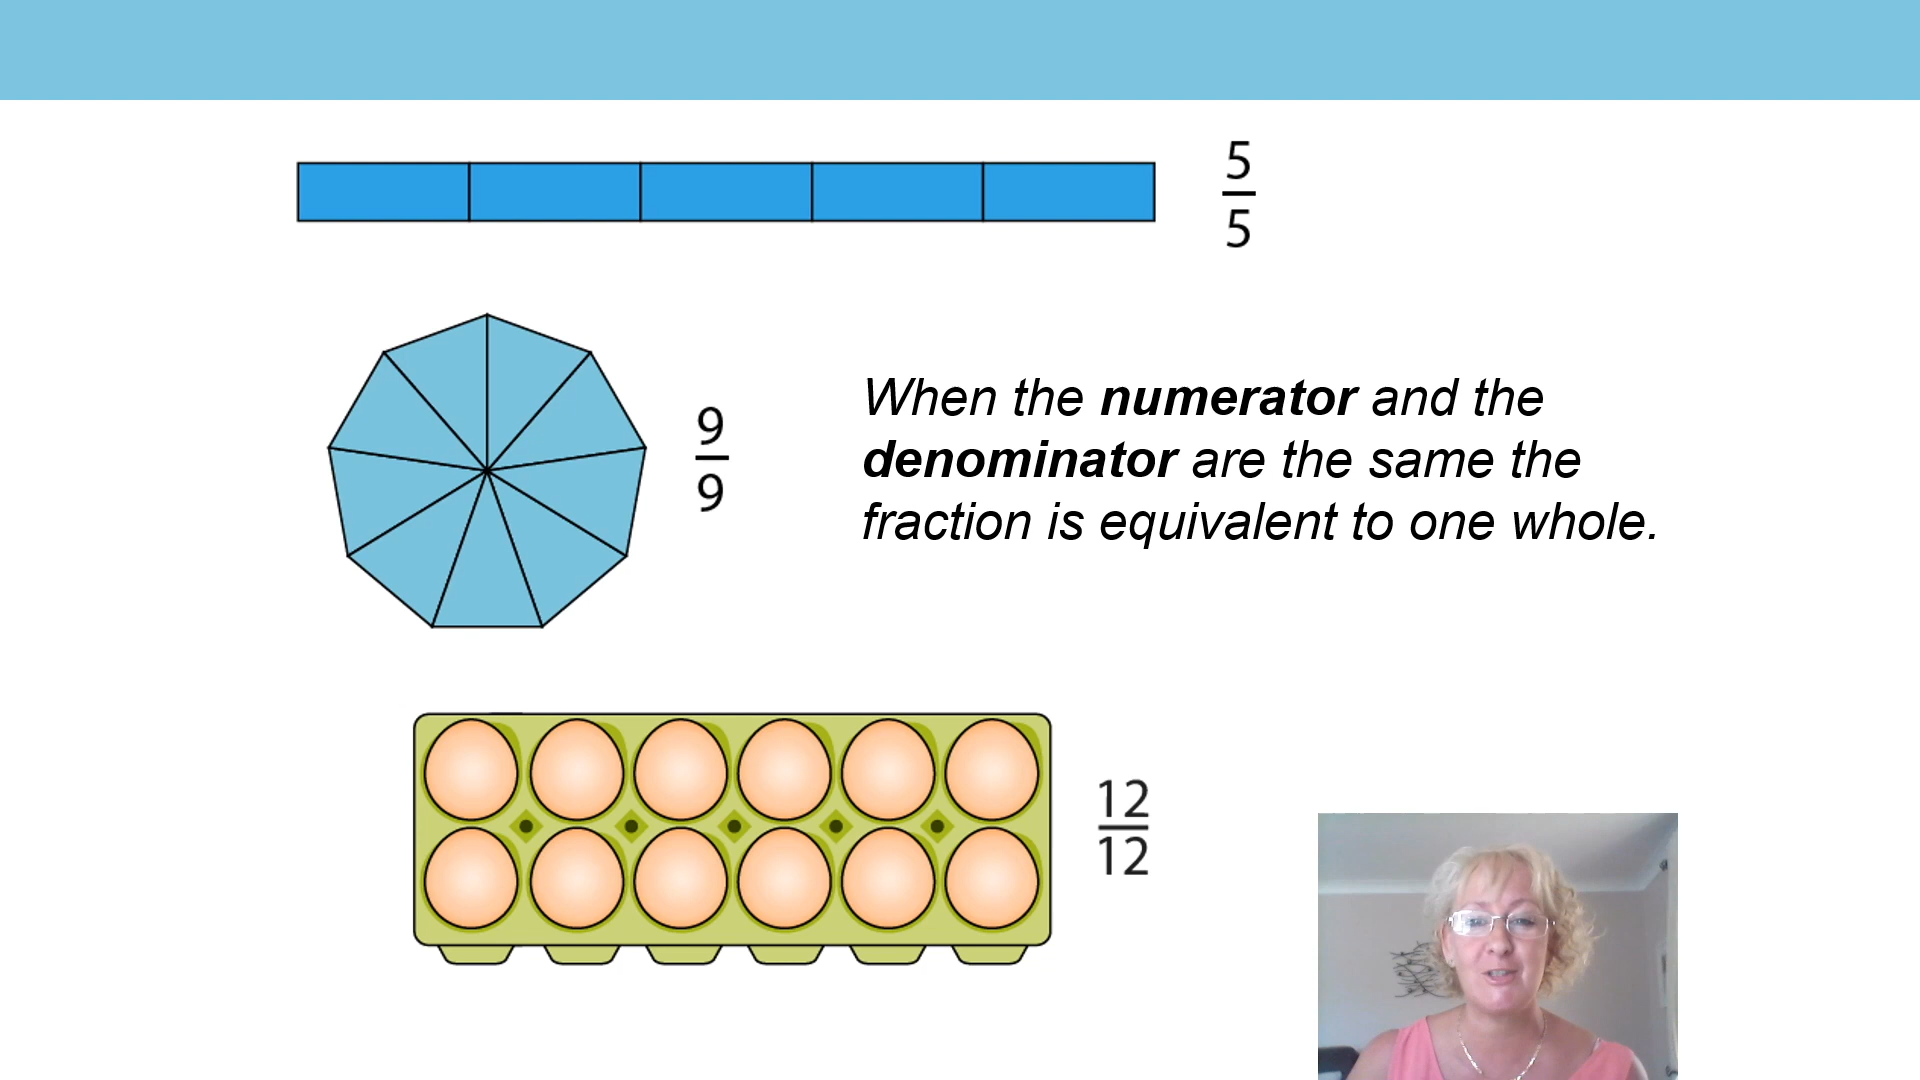 5
5
9
9
When the numerator and the
denominator are the same the
fraction is equivalent to one whole.
12
12